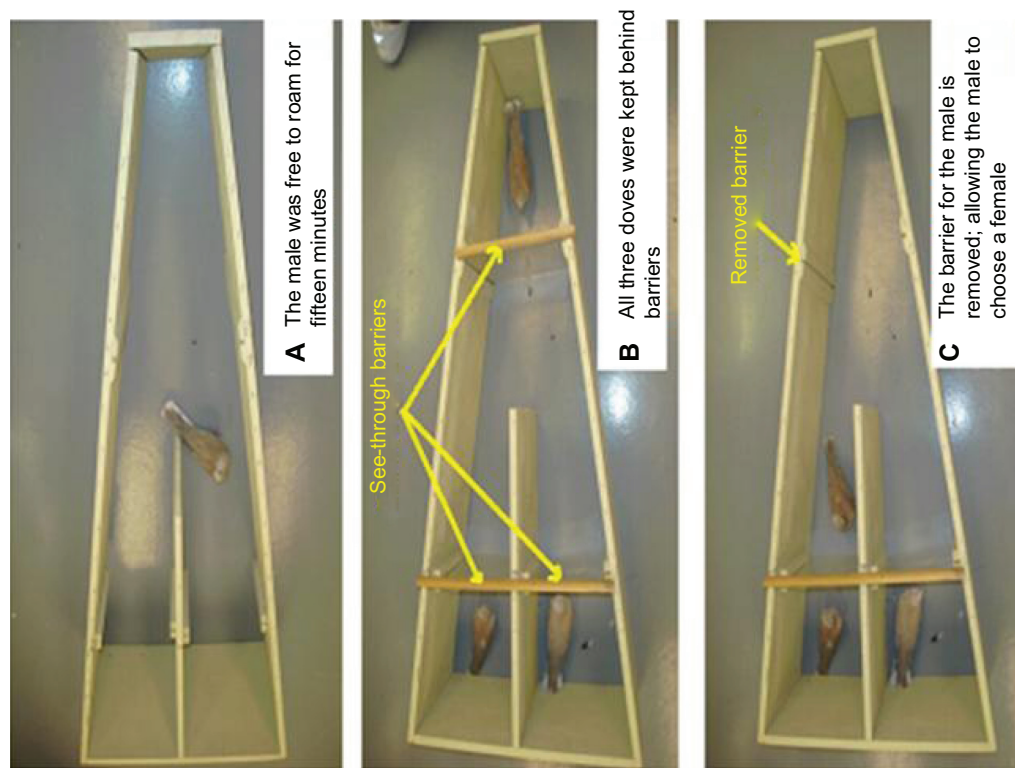 A The male was free to roam for
fifteen minutes
See-through barriers
B All three doves were kept behind
barriers
Removed barrier
C The barrier for the male is
removed; allowing the male to
choose a female